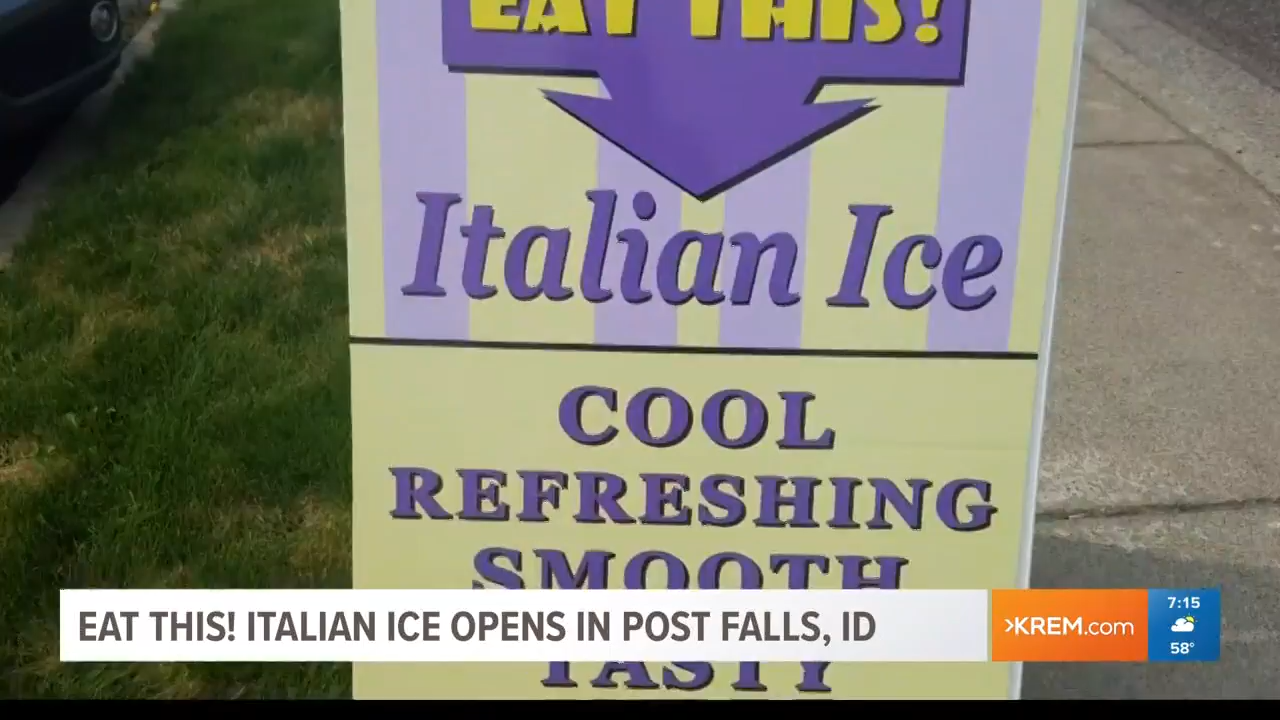 EAT THIS!
Italian Ice
COOL
REFRESHING
SMOOTH
EAT THIS! ITALIAN ICE OPENS IN POST FALLS, ID
>KREM.com
7:15
58°
TASTY